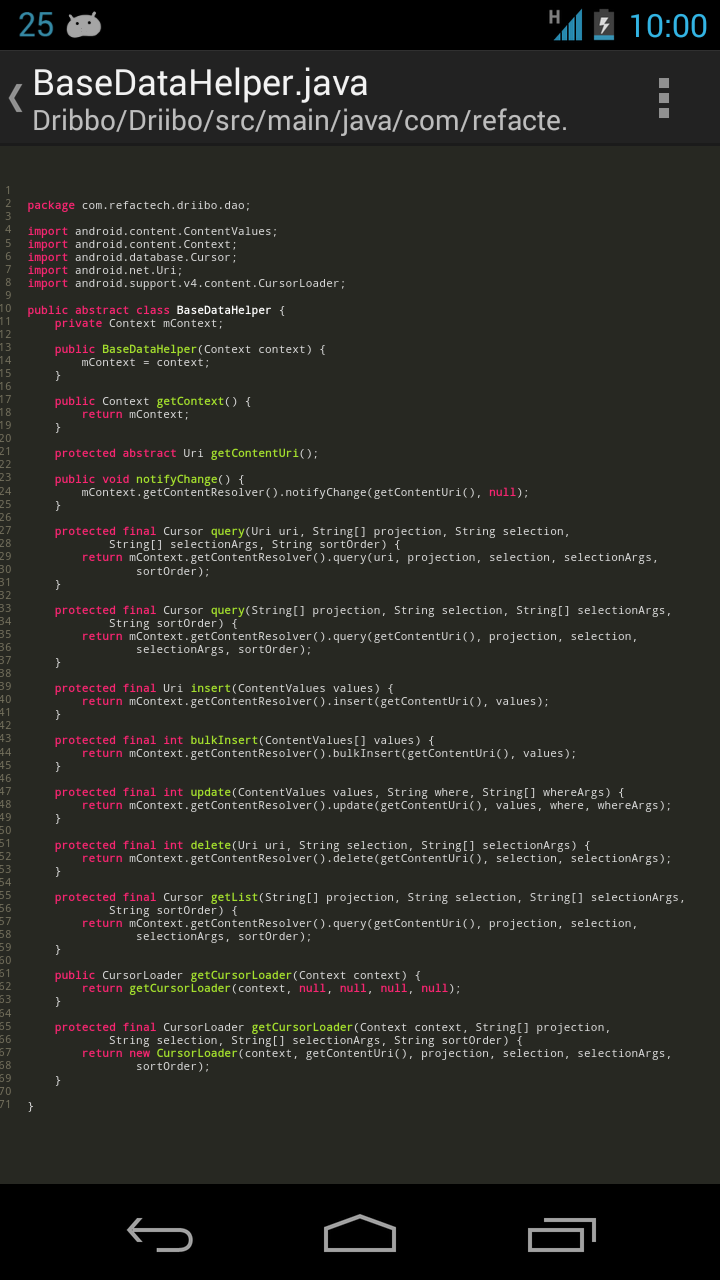 25
H
10:00
BaseDataHelper.java
Dribbo/Driibo/src/main/java/com/refacte.
1
2 package com.refactech.driibo.dao;
3
4 import android.content.ContentValues;
5 import android.content.Context;
6 import android.database.Cursor;
7 import android.net.Uri;
8 import android.support.v4.content.CursorLoader;
9
10 public abstract class BaseDataHelper {
11     private Context mContext;
12
13     public BaseDataHelper(Context context) {
14         mContext = context;
15     }
16
17     public Context getContext() {
18         return mContext;
19     }
20
21     protected abstract Uri getContentUri();
22
23     public void notifyChange() {
24         mContext.getContentResolver().notifyChange(getContentUri(), null);
25     }
26
27     protected final Cursor query(Uri uri, String[] projection, String selection,
28             String[] selectionArgs, String sortOrder) {
29         return mContext.getContentResolver().query(uri, projection, selection, selectionArgs,
30                 sortOrder);
31     }
32
33     protected final Cursor query(String[] projection, String selection, String[] selectionArgs,
34             String sortOrder) {
35         return mContext.getContentResolver().query(getContentUri(), projection, selection,
36                 selectionArgs, sortOrder);
37     }
38
39     protected final Uri insert(ContentValues values) {
40         return mContext.getContentResolver().insert(getContentUri(), values);
41     }
42
43     protected final int bulkInsert(ContentValues[] values) {
44         return mContext.getContentResolver().bulkInsert(getContentUri(), values);
45     }
46
47     protected final int update(ContentValues values, String where, String[] whereArgs) {
48         return mContext.getContentResolver().update(getContentUri(), values, where, whereArgs);
49     }
50
51     protected final int delete(Uri uri, String selection, String[] selectionArgs) {
52         return mContext.getContentResolver().delete(getContentUri(), selection, selectionArgs);
53     }
54
55     protected final Cursor getList(String[] projection, String selection, String[] selectionArgs,
56             String sortOrder) {
57         return mContext.getContentResolver().query(getContentUri(), projection, selection,
58                 selectionArgs, sortOrder);
59     }
60
61     public CursorLoader getCursorLoader(Context context) {
62         return getCursorLoader(context, null, null, null, null);
63     }
64
65     protected final CursorLoader getCursorLoader(Context context, String[] projection,
66             String selection, String[] selectionArgs, String sortOrder) {
67         return new CursorLoader(context, getContentUri(), projection, selection, selectionArgs,
68                 sortOrder);
69     }
70
71 }